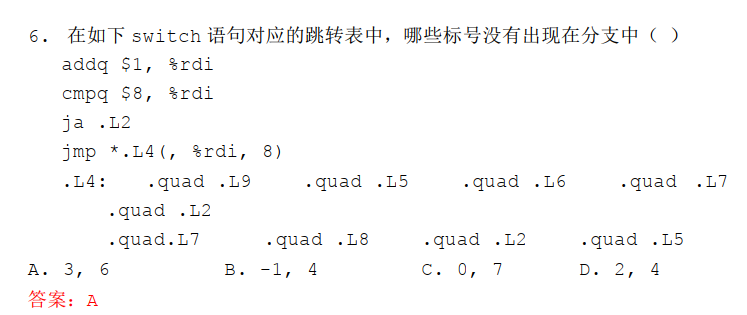 6. 在如下 switch 语句对应的跳转表中，哪些标号没有出现在分支中（ ）
addq $1, %rdi
cmpq $8, %rdi
ja .L2
jmp *.L4(, %rdi, 8)
.L4: .quad .L9 .quad .L5 .quad .L6 .quad .L7
.quad .L2
.quad.L7 .quad .L8 .quad .L2 .quad .L5
A. 3, 6 B. -1, 4 C. 0, 7 D. 2, 4
答案：A